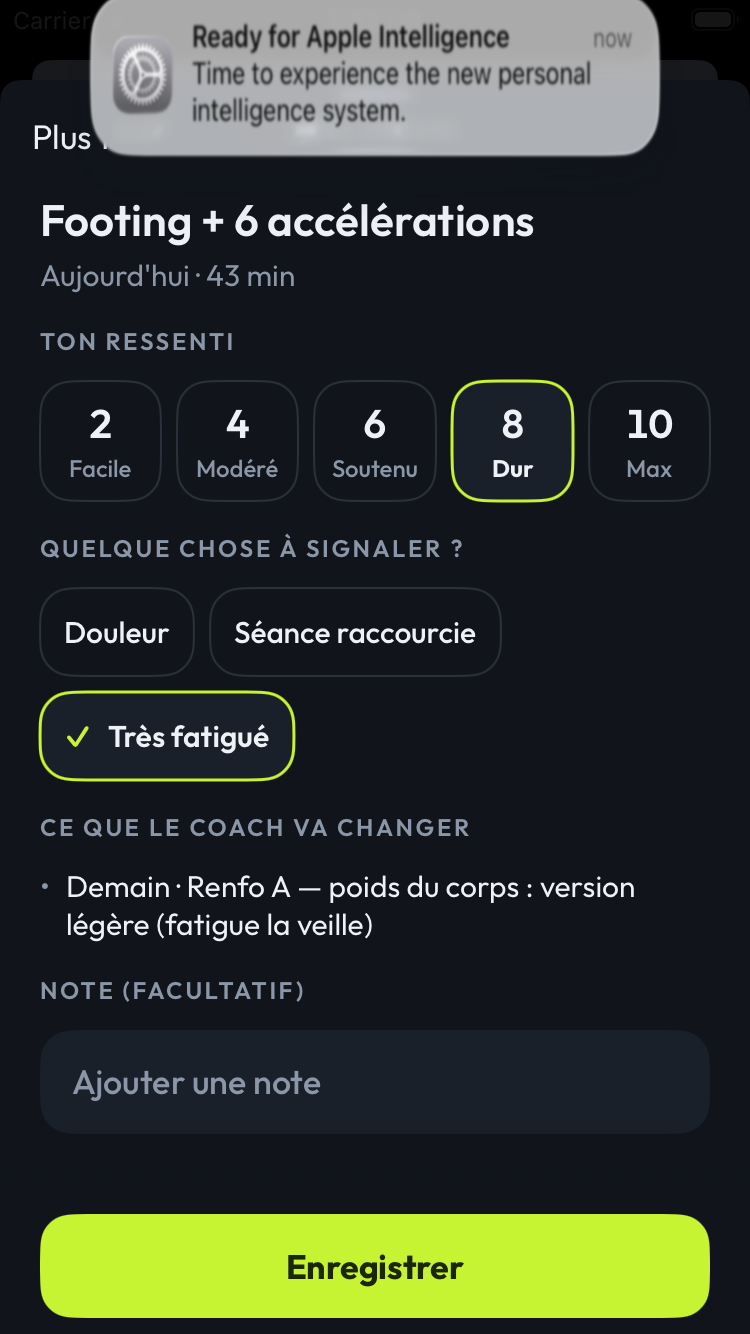 Carrier
Ready for Apple Intelligence
now
Time to experience the new personal
intelligence system.
Plus
Footing + 6 accélérations
Aujourd'hui · 43 min
TON RESSENTI
2
4
6
8
10
Facile
Modéré
Soutenu
Dur
Max
QUELQUE CHOSE À SIGNALER ?
Douleur
Séance raccourcie
✓ Très fatigué
CE QUE LE COACH VA CHANGER
• Demain · Renfo A — poids du corps : version
légère (fatigue la veille)
NOTE (FACULTATIF)
Ajouter une note
Enregistrer